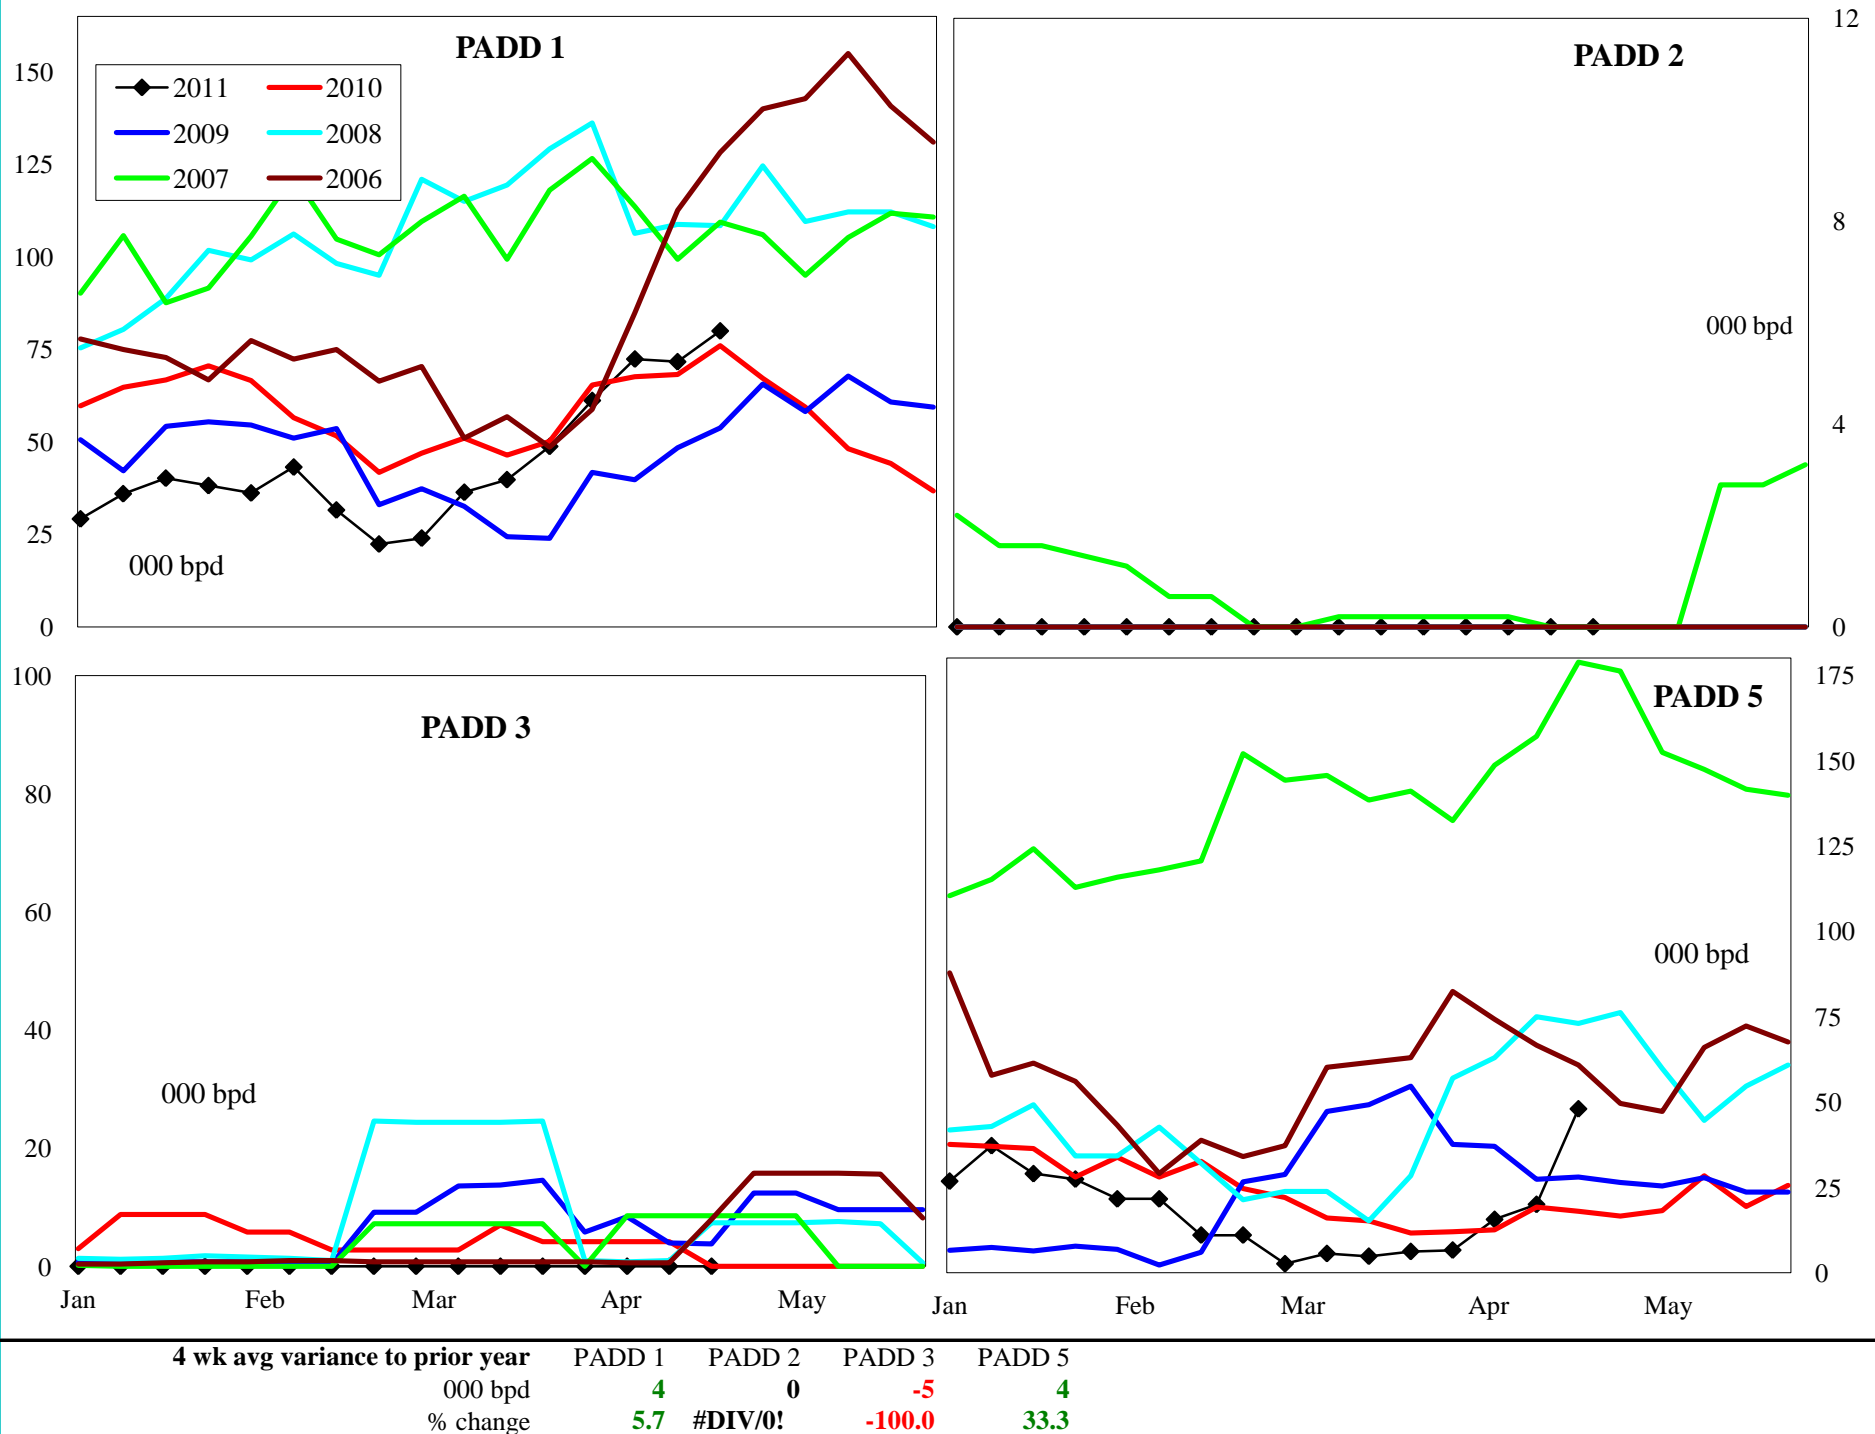 PADD 1
2011 2010
2009 2008
2007 2006
150
125
100
75
50
25
0
000 bpd
PADD 2
12
8
4
0
000 bpd
PADD 3
100
80
60
40
20
0
000 bpd
Jan Feb Mar Apr May
PADD 5
175
150
125
100
75
50
25
0
000 bpd
Jan Feb Mar Apr May
4 wk avg variance to prior year PADD 1 PADD 2 PADD 3 PADD 5
000 bpd 4 0 -5 4
% change 5.7 #DIV/0! -100.0 33.3